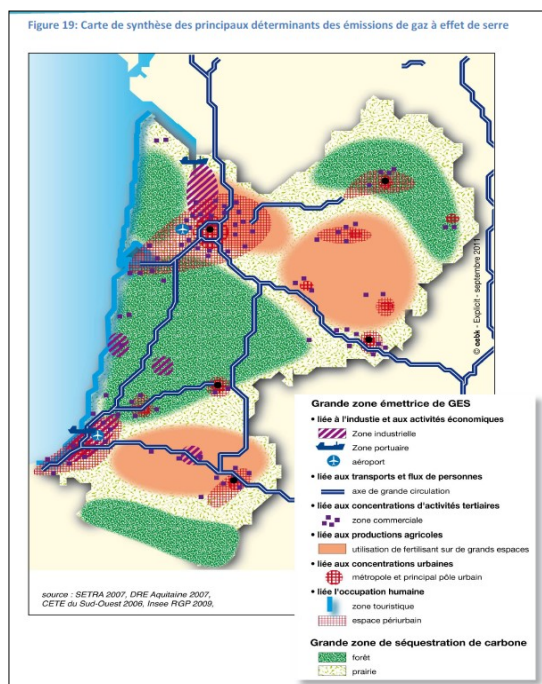 Figure 19: Carte de synthèse des principaux déterminants des émissions de gaz à effet de serre
© oebk - Explicit - septembre 2011
Grande zone émettrice de GES
• liée à l'industie et aux activités économiques
Zone industrielle
Zone portuaire
aéroport
• liée aux transports et flux de personnes
axe de grande circulation
• liée aux concentrations d'activités tertiaires
zone commerciale
• liée aux productions agricoles
utilisation de fertilisant sur de grands espaces
• liée aux concentrations urbaines
métropole et principal pôle urbain
• liée l'occupation humaine
zone touristique
espace périurbain
Grande zone de séquestration de carbone
forêt
prairie
source : SETRA 2007, DRE Aquitaine 2007,
CETE du Sud-Ouest 2006, Insee RGP 2009,